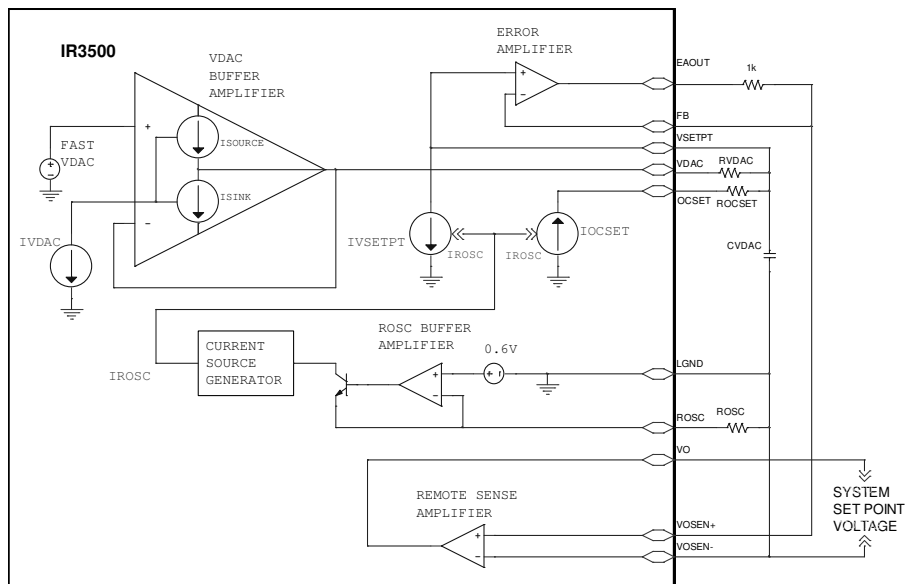 IR3500
VDAC
BUFFER
AMPLIFIER
ERROR
AMPLIFIER
EAOUT
1k
+
-
+
ISOURCE
FB
FAST
VDAC
+
-
VSETPT
VDAC
RVDAC
ISINK
OCSET
ROCSET
-
IVDAC
IVSETPT
IROSC
IROSC
IOCSET
CVDAC
CURRENT
SOURCE
GENERATOR
IROSC
ROSC BUFFER
AMPLIFIER
0.6V
+
-
+
-
LGND
ROSC
ROSC
VO
REMOTE SENSE
AMPLIFIER
+
-
VOSEN+
VOSEN-
SYSTEM
SET POINT
VOLTAGE